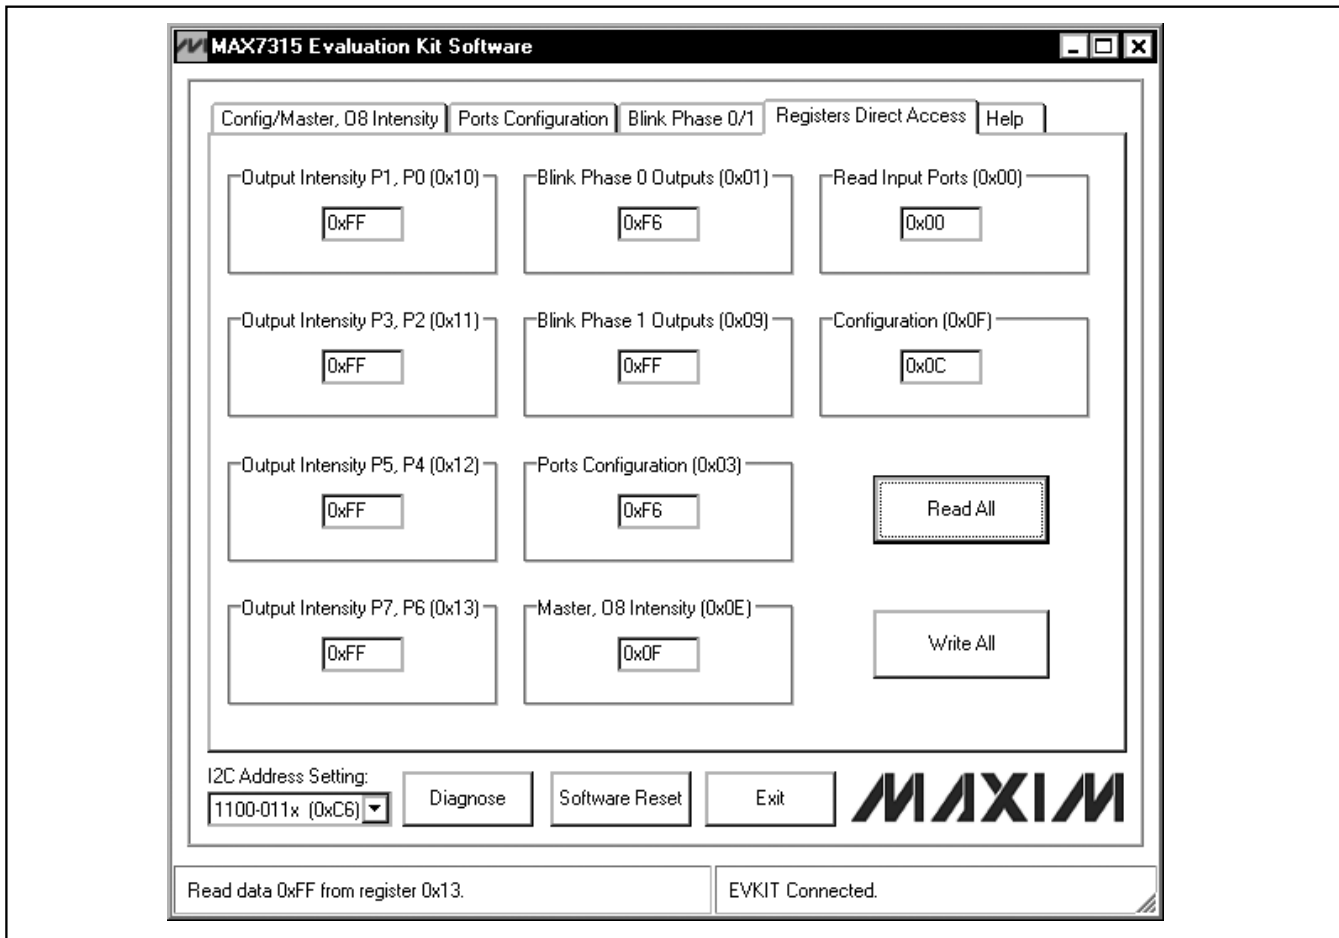 MAX7315 Evaluation Kit Software
Config/Master, O8 Intensity
Ports Configuration
Blink Phase 0/1
Registers Direct Access
Help
Output Intensity P1, P0 (0x10)
0xFF
Blink Phase 0 Outputs (0x01)
0xF6
Read Input Ports (0x00)
0x00
Output Intensity P3, P2 (0x11)
0xFF
Blink Phase 1 Outputs (0x09)
0xFF
Configuration (0x0F)
0x0C
Output Intensity P5, P4 (0x12)
0xFF
Ports Configuration (0x03)
0xF6
Read All
Output Intensity P7, P6 (0x13)
0xFF
Master, O8 Intensity (0x0E)
0x0F
Write All
I2C Address Setting:
1100-011x (0xC6)
Diagnose
Software Reset
Exit
MAXIM
Read data 0xFF from register 0x13.
EVKIT Connected.